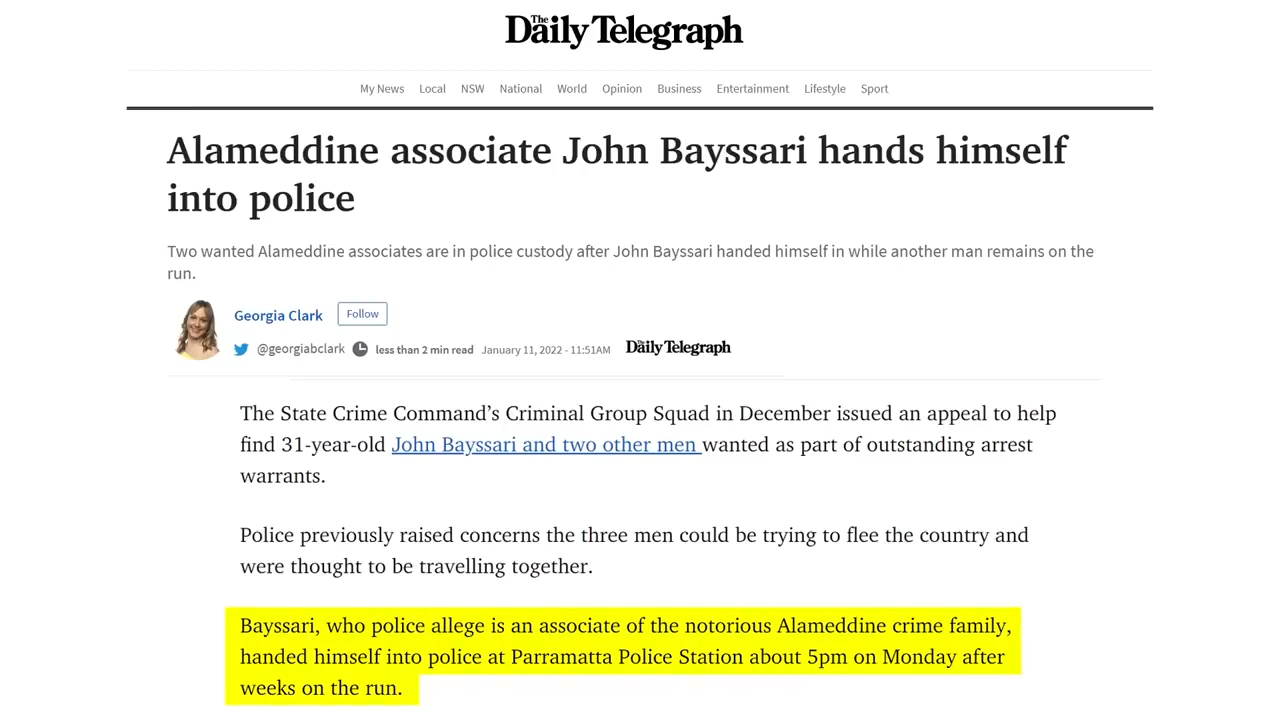 The Daily Telegraph
My News Local NSW National World Opinion Business Entertainment Lifestyle Sport
Alameddine associate John Bayssari hands himself
into police
Two wanted Alameddine associates are in police custody after John Bayssari handed himself in while another man remains on the
run.
Georgia Clark Follow
@georgiabclark less than 2 min read January 11, 2022 - 11:51AM The Daily Telegraph
The State Crime Command’s Criminal Group Squad in December issued an appeal to help
find 31-year-old John Bayssari and two other men wanted as part of outstanding arrest
warrants.
Police previously raised concerns the three men could be trying to flee the country and
were thought to be travelling together.
Bayssari, who police allege is an associate of the notorious Alameddine crime family,
handed himself into police at Parramatta Police Station about 5pm on Monday after
weeks on the run.